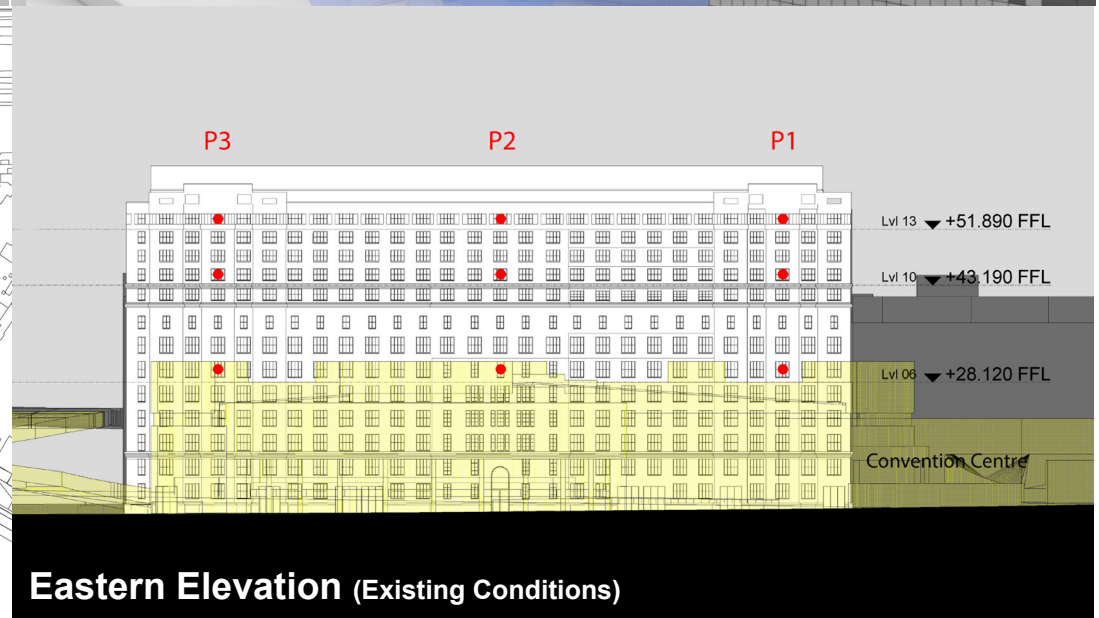 P3 P2 P1
Lvl 13 +51.890 FFL
Lvl 10 +43.190 FFL
Lvl 06 +28.120 FFL
Convention Centre
Eastern Elevation (Existing Conditions)